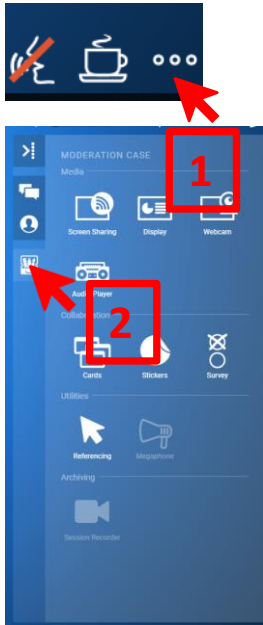 MODERATION CASE
Media
1
Screen Sharing Display Webcam
Audio Player
2
Collaboration
Cards Stickers Survey
Utilities
Referencing Megaphone
Archiving
Session Recorder